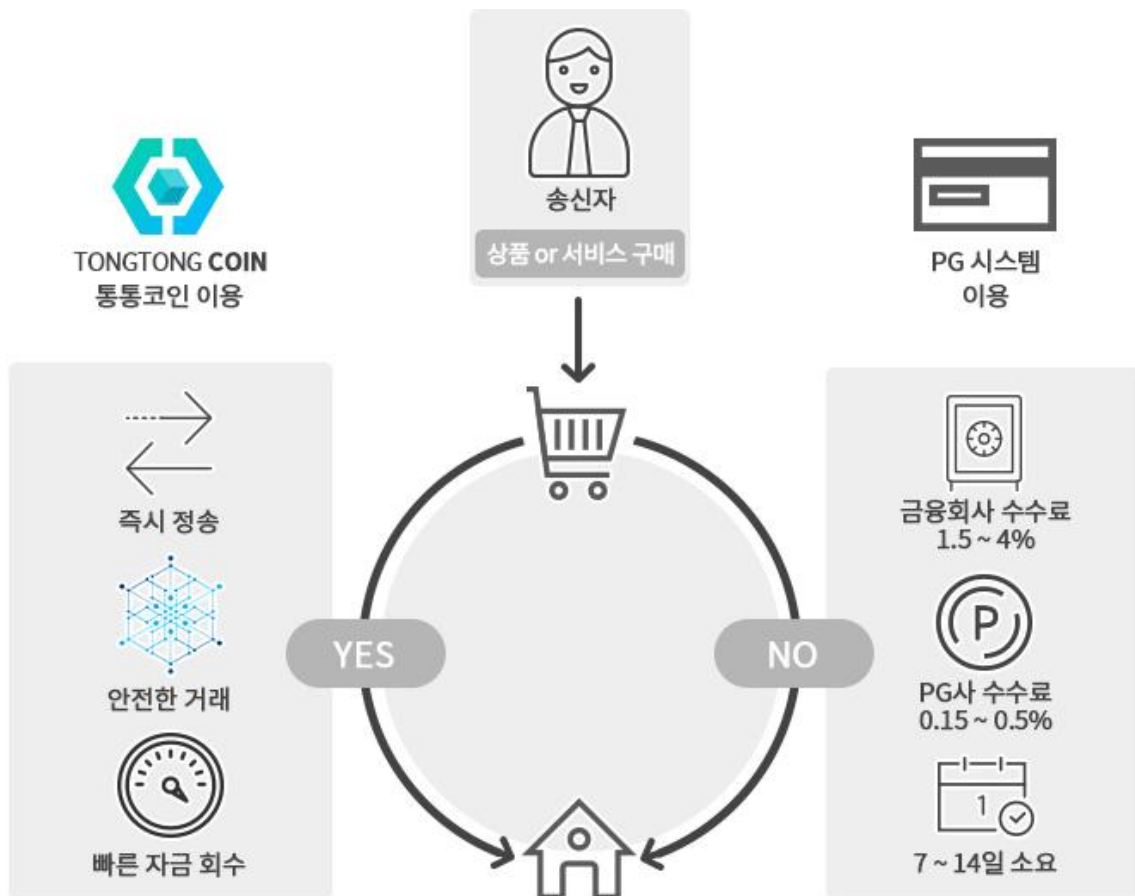 송신자
상품 or 서비스 구매
TONGTONG COIN
통통코인 이용
PG 시스템
이용
즉시 정송
안전한 거래
빠른 자금 회수
YES
NO
금융회사 수수료
1.5 ~ 4%
P
PG사 수수료
0.15 ~ 0.5%
1
7 ~ 14일 소요